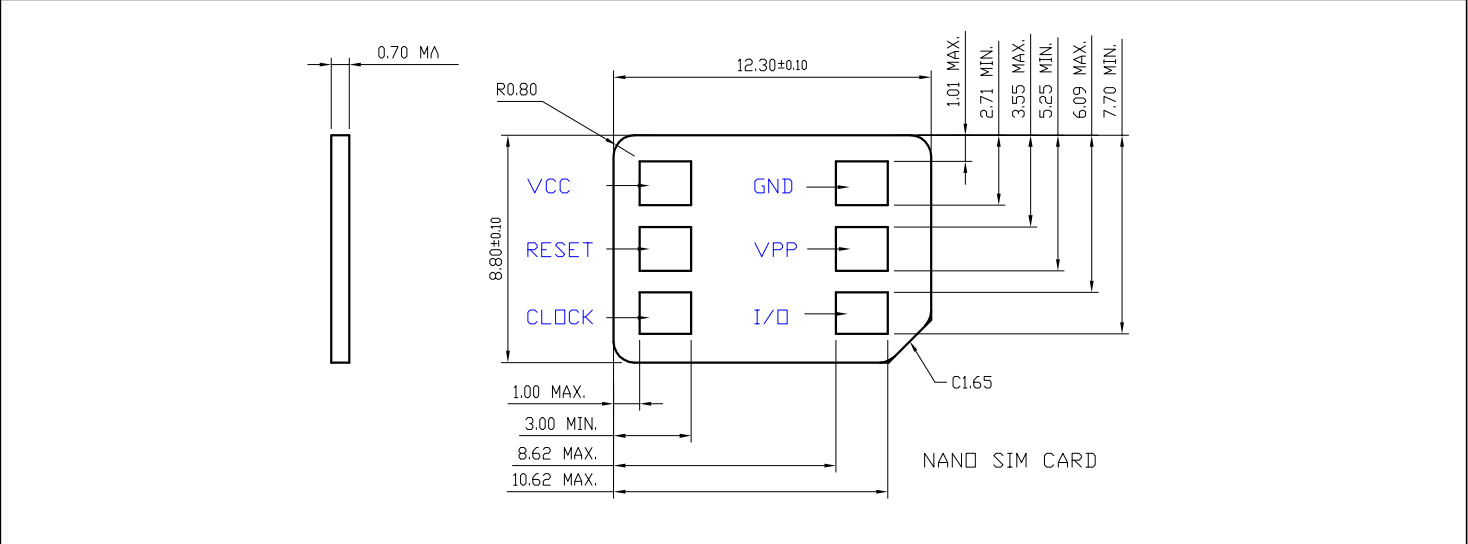 0.70 MA
12.30±0.10
R0.80
1.01 MAX.
2.71 MIN.
3.55 MAX.
5.25 MIN.
6.09 MAX.
7.70 MIN.
8.80±0.10
VCC
GND
RESET
VPP
CLOCK
I/O
C1.65
1.00 MAX.
3.00 MIN.
8.62 MAX.
10.62 MAX.
NANO SIM CARD